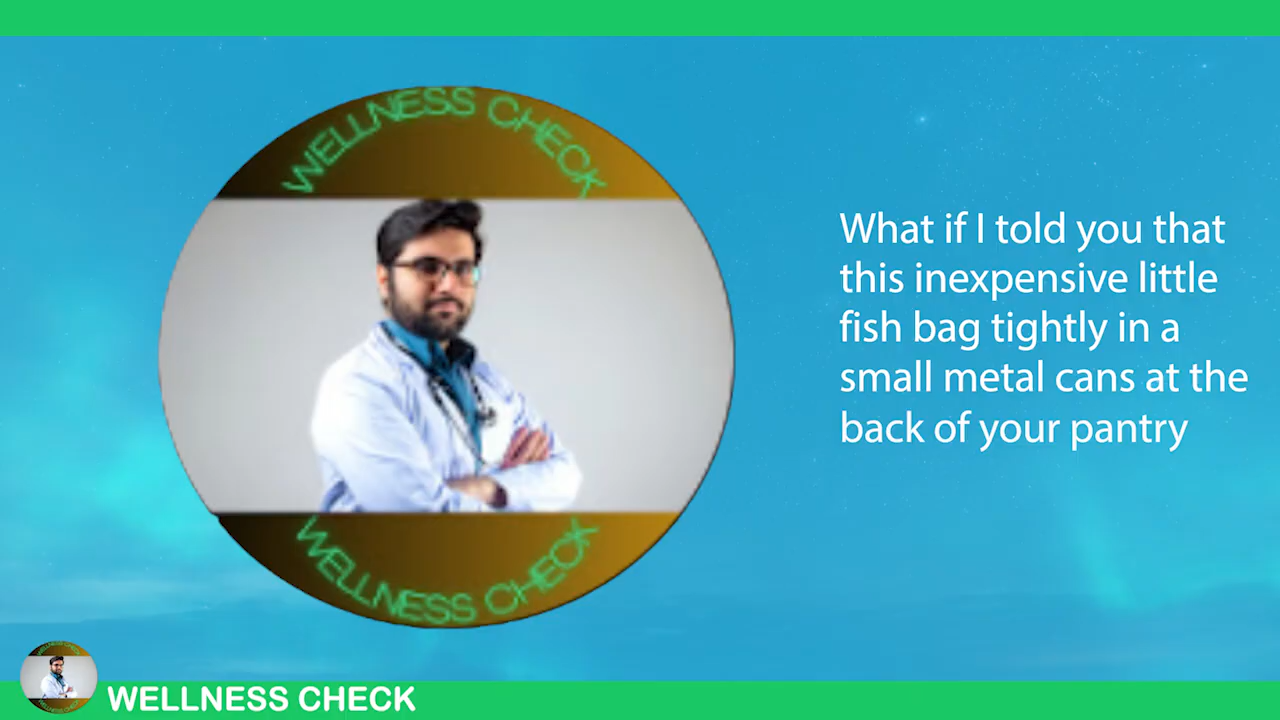 WELLNESS CHECK
What if I told you that
this inexpensive little
fish bag tightly in a
small metal cans at the
back of your pantry
WELLNESS CHECK
WELLNESS CHECK